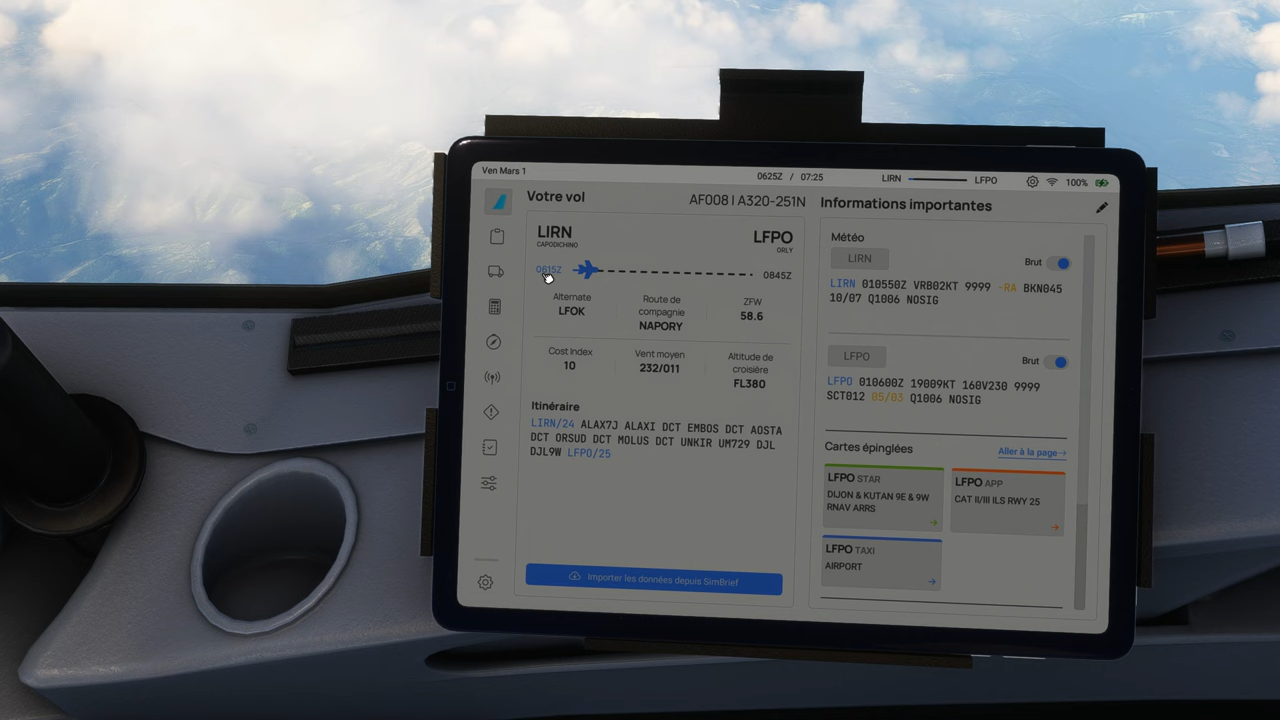 Ven Mars 1
0625Z / 07:25
LIRN
LFPO
100%
Votre vol
AF008 | A320-251N
LIRN
CAPODICHINO
LFPO
ORLY
0615Z
0845Z
Alternate
LFOK
Route de
compagnie
NAPORY
ZFW
58.6
Cost Index
10
Vent moyen
232/011
Altitude de
croisière
FL380
Itinéraire
LIRN/24 ALAX7J ALAXI DCT EMBOS DCT AOSTA
DCT ORSUD DCT MOLUS DCT UNKIR UM729 DJL
DJL9W LFPO/25
Importer les données depuis SimBrief
Informations importantes
Météo
LIRN
Brut
LIRN 010550Z VRB02KT 9999 -RA BKN045
10/07 Q1006 NOSIG
LFPO
Brut
LFPO 010600Z 19009KT 160V230 9999
SCT012 05/03 Q1006 NOSIG
Cartes épinglées
Aller à la page→
LFPO STAR
DIJON & KUTAN 9E & 9W
RNAV ARRS
→
LFPO APP
CAT II/III ILS RWY 25
→
LFPO TAXI
AIRPORT
→